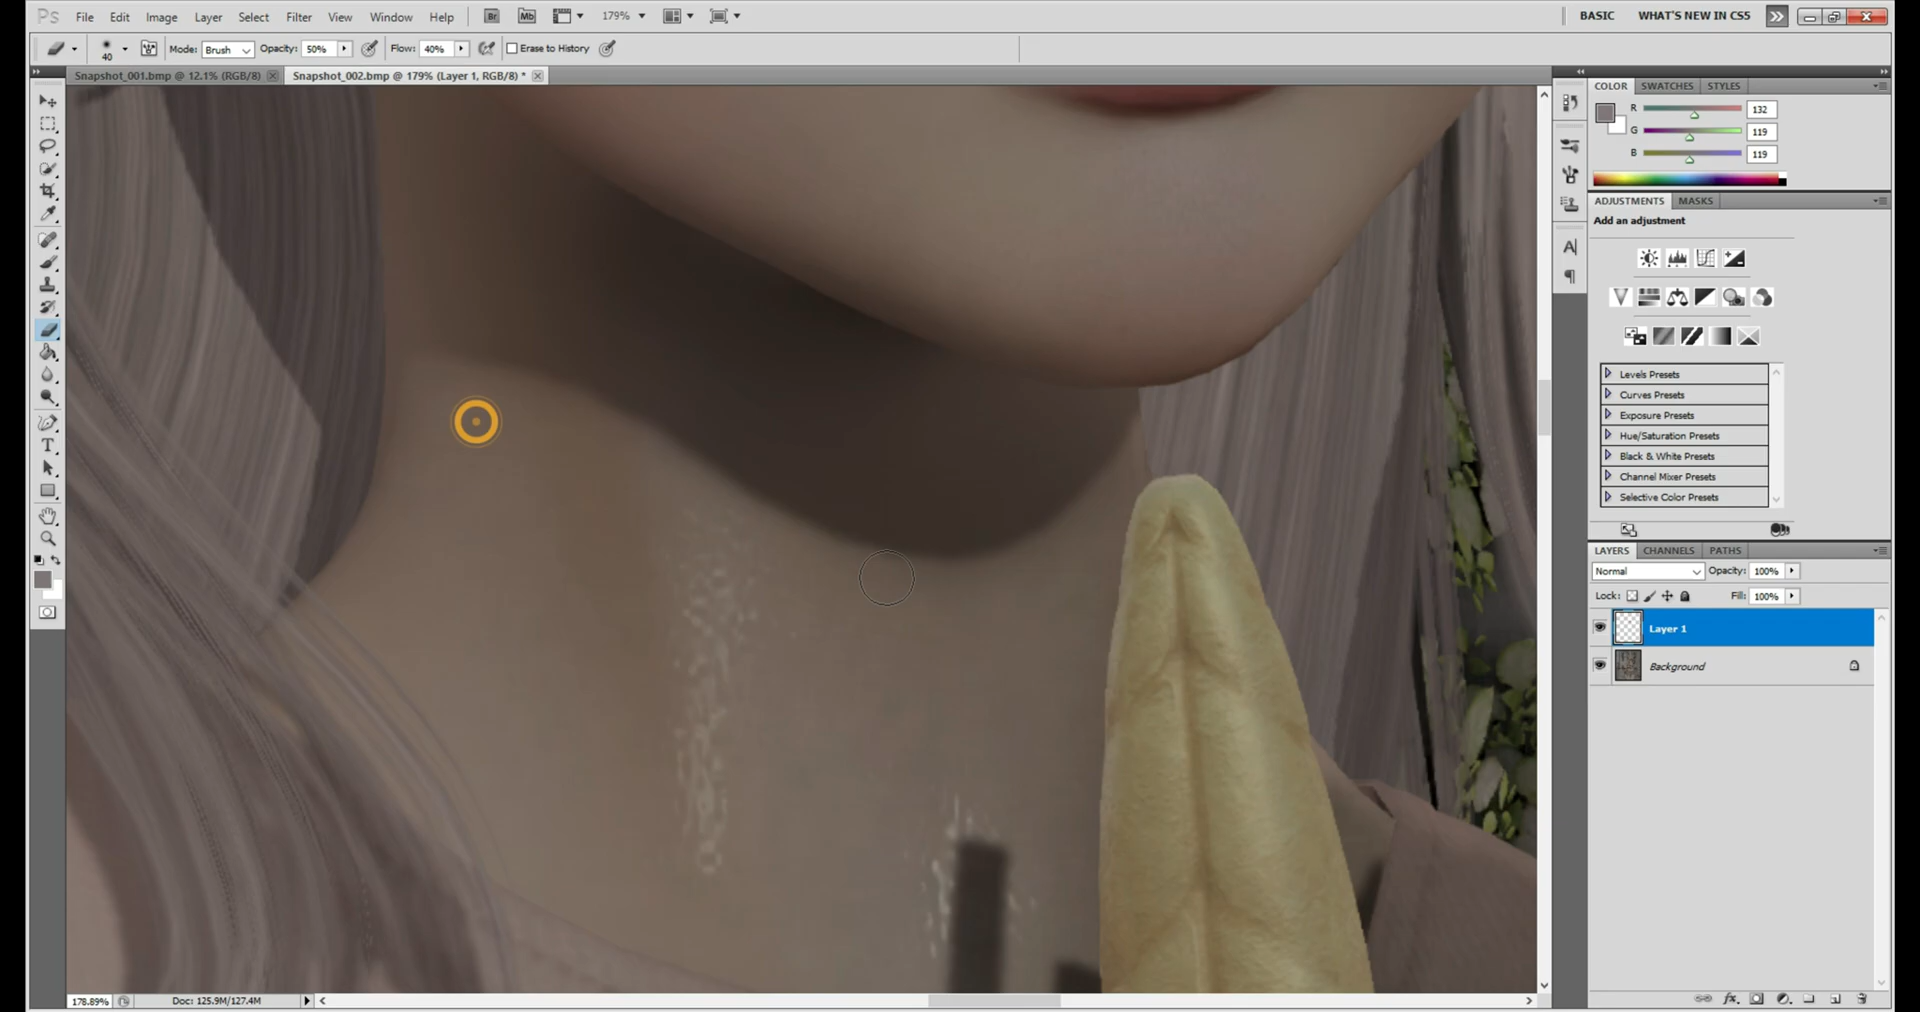 Ps File Edit Image Layer Select Filter Analysis View Window Help Br Mb 179% BASIC WHAT'S NEW IN CS5
40 Mode: Brush Opacity: 50% Flow: 40% Erase to History
Snapshot_001.bmp @ 12.1% (RGB/8) Snapshot_002.bmp @ 179% (Layer 1, RGB/8) *
COLOR SWATCHES STYLES
R 132
G 119
B 119
ADJUSTMENTS MASKS
Add an adjustment
Levels Presets
Curves Presets
Exposure Presets
Hue/Saturation Presets
Black & White Presets
Channel Mixer Presets
Selective Color Presets
LAYERS CHANNELS PATHS
Normal Opacity: 100%
Lock: Fill: 100%
Layer 1
Background
178.89% Doc: 125.9M/127.4M